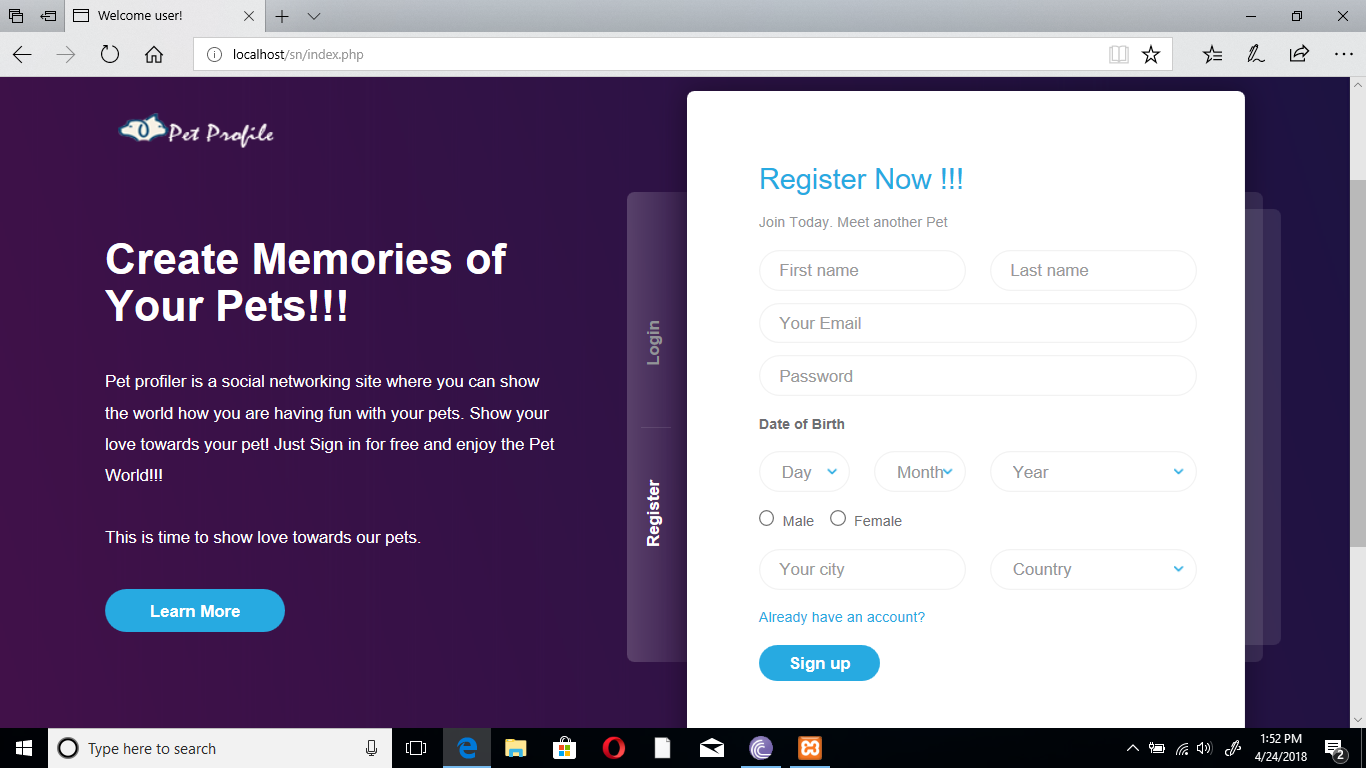 Welcome user!
localhost/sn/index.php
Pet Profile
Create Memories of
Your Pets!!!
Pet profiler is a social networking site where you can show
the world how you are having fun with your pets. Show your
love towards your pet! Just Sign in for free and enjoy the Pet
World!!!
This is time to show love towards our pets.
Learn More
Login
Register
Register Now !!!
Join Today. Meet another Pet
First name
Last name
Your Email
Password
Date of Birth
Day
Month
Year
Male
Female
Your city
Country
Already have an account?
Sign up
Type here to search
1:52 PM
4/24/2018
2